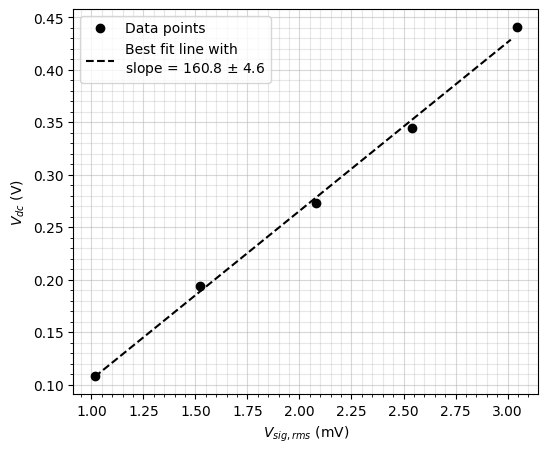 Data points
Best fit line with
slope = 160.8 ± 4.6
0.45
0.40
0.35
0.30
0.25
0.20
0.15
0.10
V_dc (V)
1.00 1.25 1.50 1.75 2.00 2.25 2.50 2.75 3.00
V_sig,rms (mV)